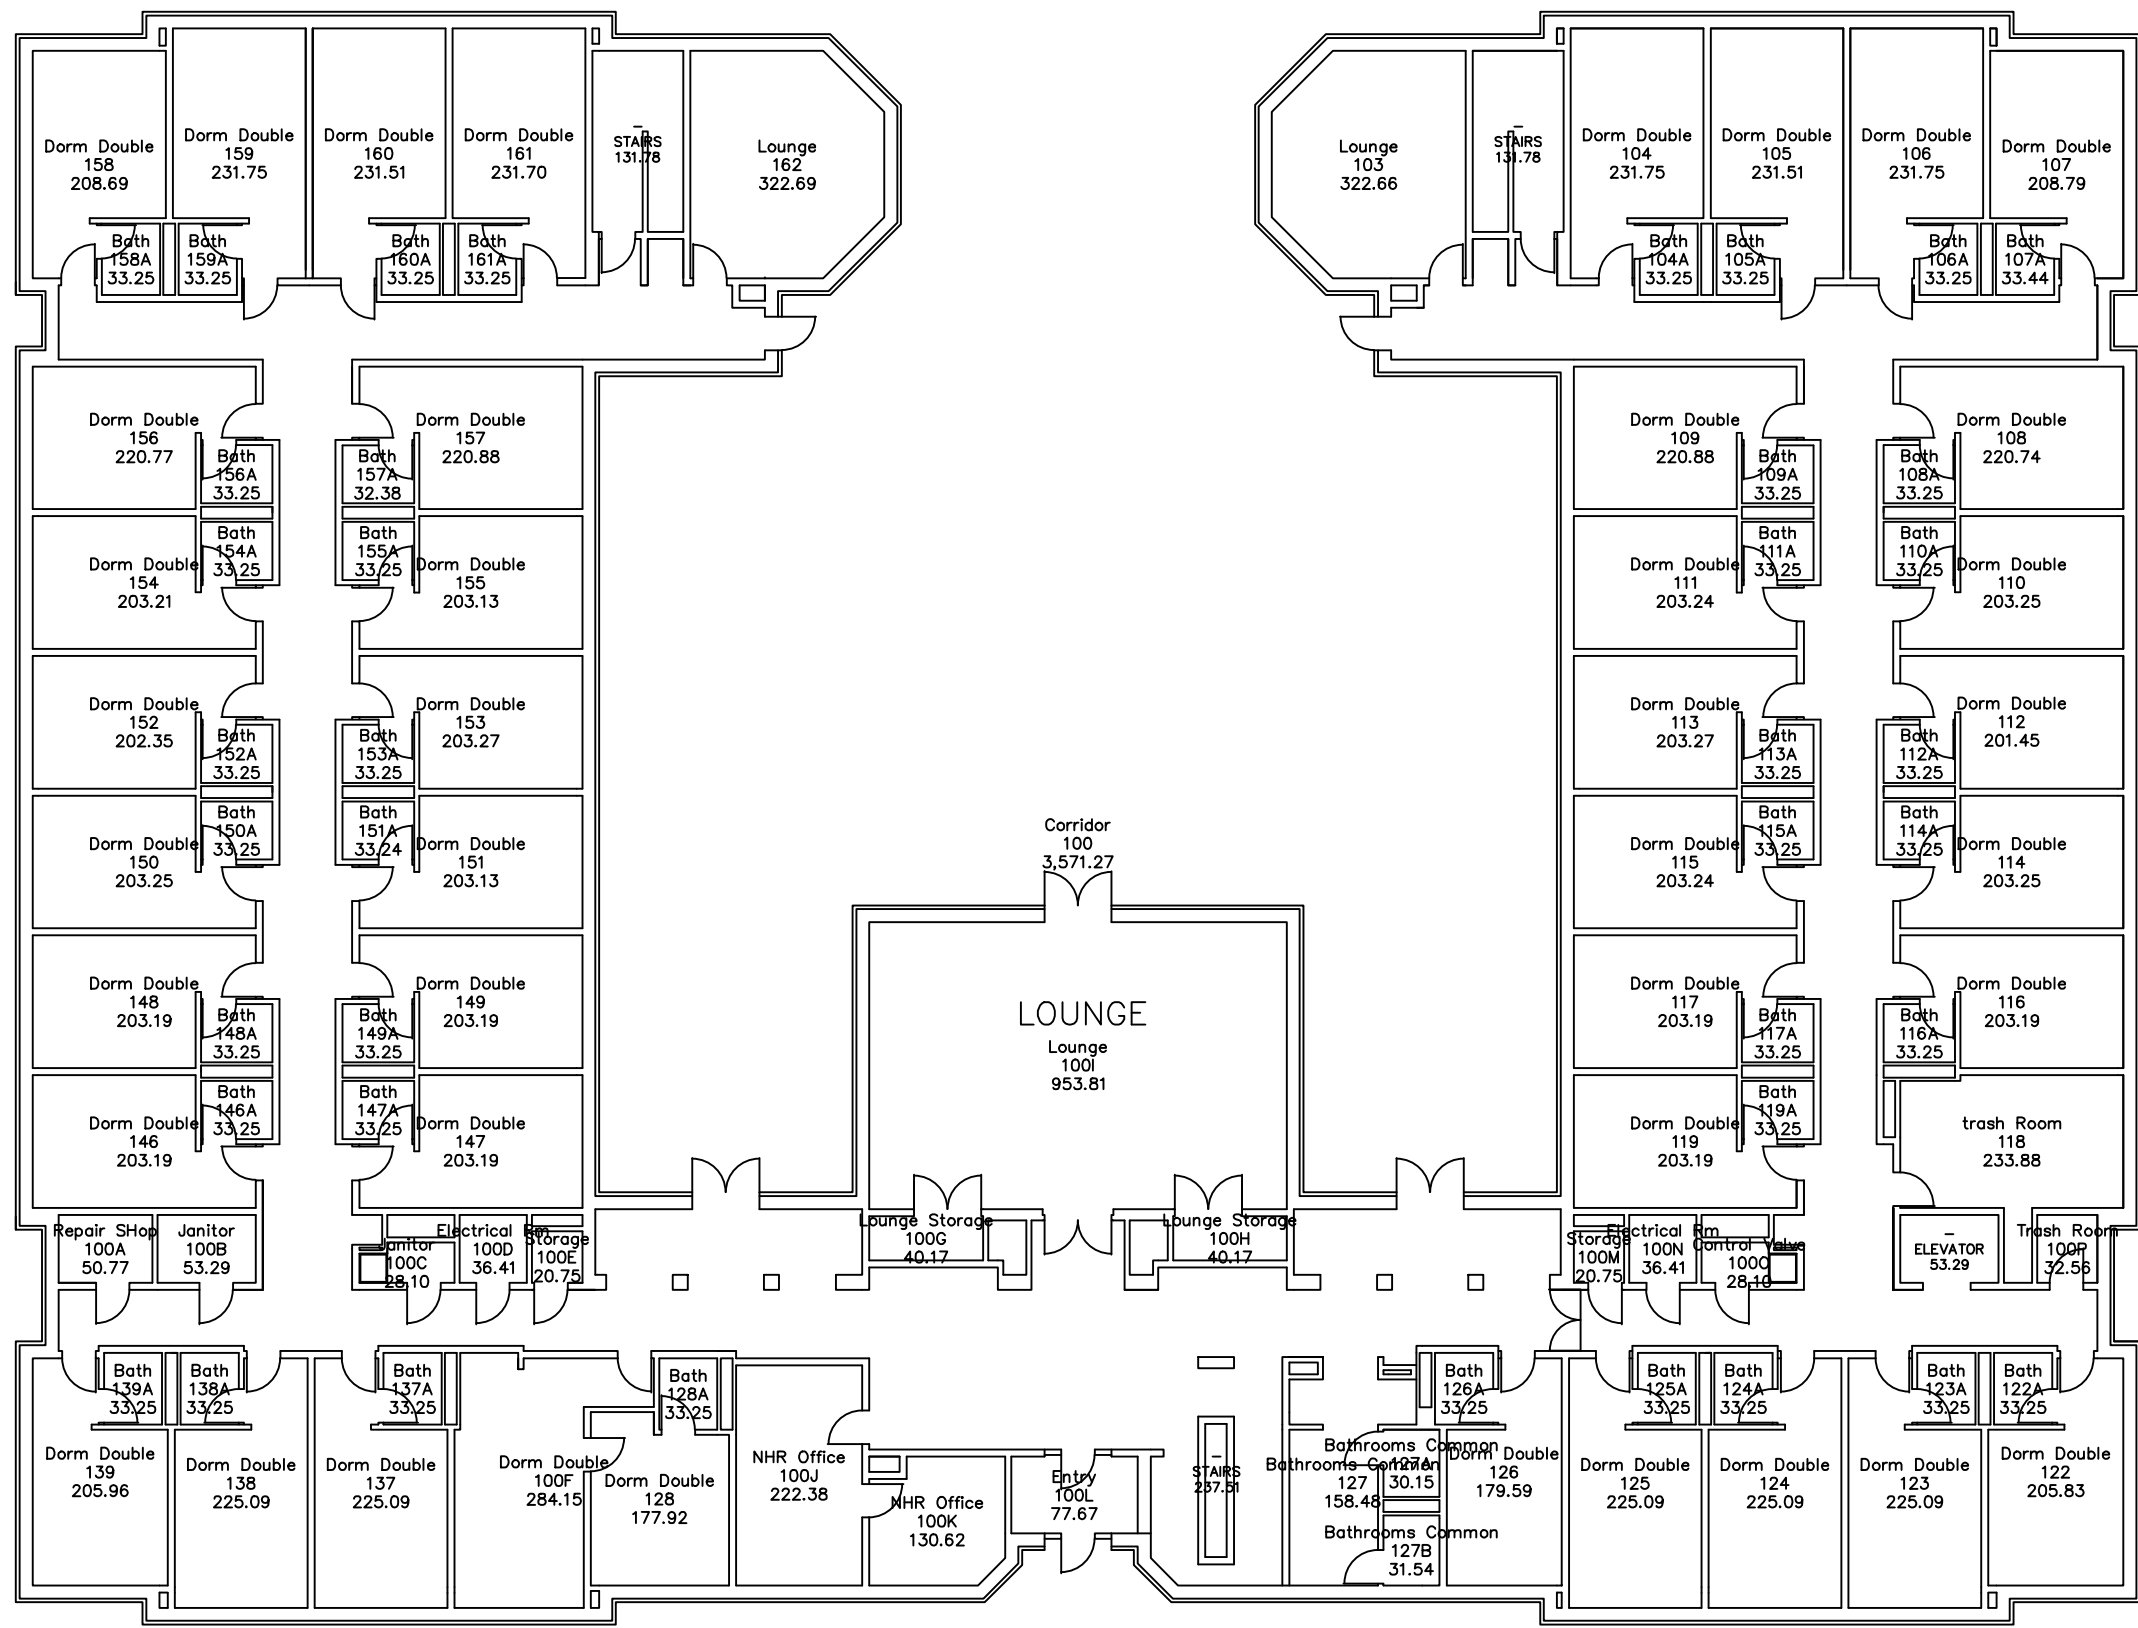 Dorm Double
158
208.69
Dorm Double
159
231.75
Dorm Double
160
231.51
Dorm Double
161
231.70
–
STAIRS
131.78
Lounge
162
322.69
Lounge
103
322.66
–
STAIRS
131.78
Dorm Double
104
231.75
Dorm Double
105
231.51
Dorm Double
106
231.75
Dorm Double
107
208.79
Bath
158A
33.25
Bath
159A
33.25
Bath
160A
33.25
Bath
161A
33.25
Bath
104A
33.25
Bath
105A
33.25
Bath
106A
33.25
Bath
107A
33.44
Dorm Double
156
220.77
Bath
156A
33.25
Dorm Double
157
220.88
Bath
157A
32.38
Dorm Double
109
220.88
Bath
109A
33.25
Dorm Double
108
220.74
Bath
108A
33.25
Bath
154A
33.25
Dorm Double
154
203.21
Bath
155A
33.25
Dorm Double
155
203.13
Bath
111A
33.25
Dorm Double
111
203.24
Bath
110A
33.25
Dorm Double
110
203.25
Dorm Double
152
202.35
Bath
152A
33.25
Dorm Double
153
203.27
Bath
153A
33.25
Dorm Double
113
203.27
Bath
113A
33.25
Dorm Double
112
201.45
Bath
112A
33.25
Bath
150A
33.25
Dorm Double
150
203.25
Bath
151A
33.24
Dorm Double
151
203.13
Corridor
100
3,571.27
Bath
115A
33.25
Dorm Double
115
203.24
Bath
114A
33.25
Dorm Double
114
203.25
Dorm Double
148
203.19
Bath
148A
33.25
Dorm Double
149
203.19
Bath
149A
33.25
LOUNGE
Lounge
100I
953.81
Dorm Double
117
203.19
Bath
117A
33.25
Dorm Double
116
203.19
Bath
116A
33.25
Bath
146A
33.25
Dorm Double
146
203.19
Bath
147A
33.25
Dorm Double
147
203.19
Bath
119A
33.25
Dorm Double
119
203.19
trash Room
118
233.88
Repair SHop
100A
50.77
Janitor
100B
53.29
Janitor
100C
28.10
Electrical Rm
100D
36.41
Storage
100E
20.75
Lounge Storage
100G
40.17
Lounge Storage
100H
40.17
Storage
100M
20.75
Electrical Rm
100N
36.41
Control Valve
100O
28.10
–
ELEVATOR
53.29
Trash Room
100P
32.56
Bath
139A
33.25
Bath
138A
33.25
Bath
137A
33.25
Bath
128A
33.25
Bath
126A
33.25
Bath
125A
33.25
Bath
124A
33.25
Bath
123A
33.25
Bath
122A
33.25
Dorm Double
139
205.96
Dorm Double
138
225.09
Dorm Double
137
225.09
Dorm Double
100F
284.15
Dorm Double
128
177.92
NHR Office
100J
222.38
NHR Office
100K
130.62
Entry
100L
77.67
–
STAIRS
237.51
Bathrooms Common
127A
30.15
Bathrooms Common
127
158.48
Bathrooms Common
127B
31.54
Dorm Double
126
179.59
Dorm Double
125
225.09
Dorm Double
124
225.09
Dorm Double
123
225.09
Dorm Double
122
205.83